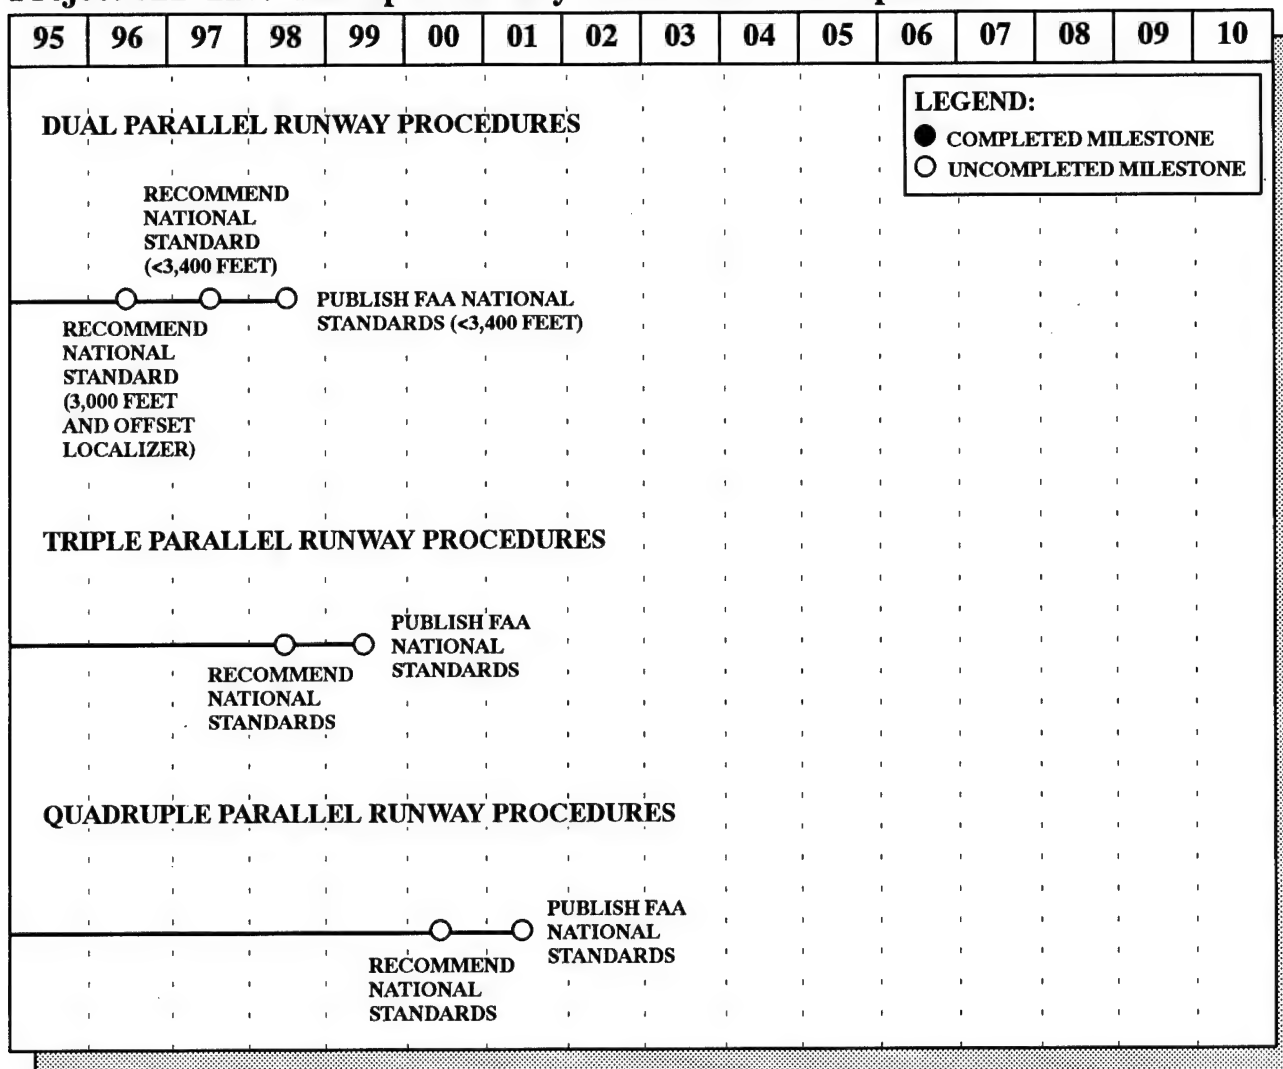 95 96 97 98 99 00 01 02 03 04 05 06 07 08 09 10
LEGEND:
COMPLETED MILESTONE
UNCOMPLETED MILESTONE
DUAL PARALLEL RUNWAY PROCEDURES
RECOMMEND
NATIONAL
STANDARD
(<3,400 FEET)
PUBLISH FAA NATIONAL
STANDARDS (<3,400 FEET)
RECOMMEND
NATIONAL
STANDARD
(3,000 FEET
AND OFFSET
LOCALIZER)
TRIPLE PARALLEL RUNWAY PROCEDURES
PUBLISH FAA
NATIONAL
STANDARDS
RECOMMEND
NATIONAL
STANDARDS
QUADRUPLE PARALLEL RUNWAY PROCEDURES
PUBLISH FAA
NATIONAL
STANDARDS
RECOMMEND
NATIONAL
STANDARDS